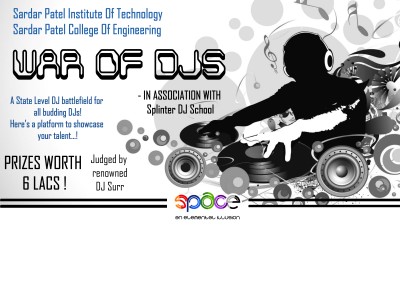 Sardar Patel Institute Of Technology
Sardar Patel College Of Engineering
WAR OF DJS
- IN ASSOCIATION WITH
Splinter DJ School
A State Level DJ battlefield for
all budding DJs!
Here's a platform to showcase
your talent...!
PRIZES WORTH
6 LACS !
Judged by
renowned
DJ Surr
space
an elemental illusion